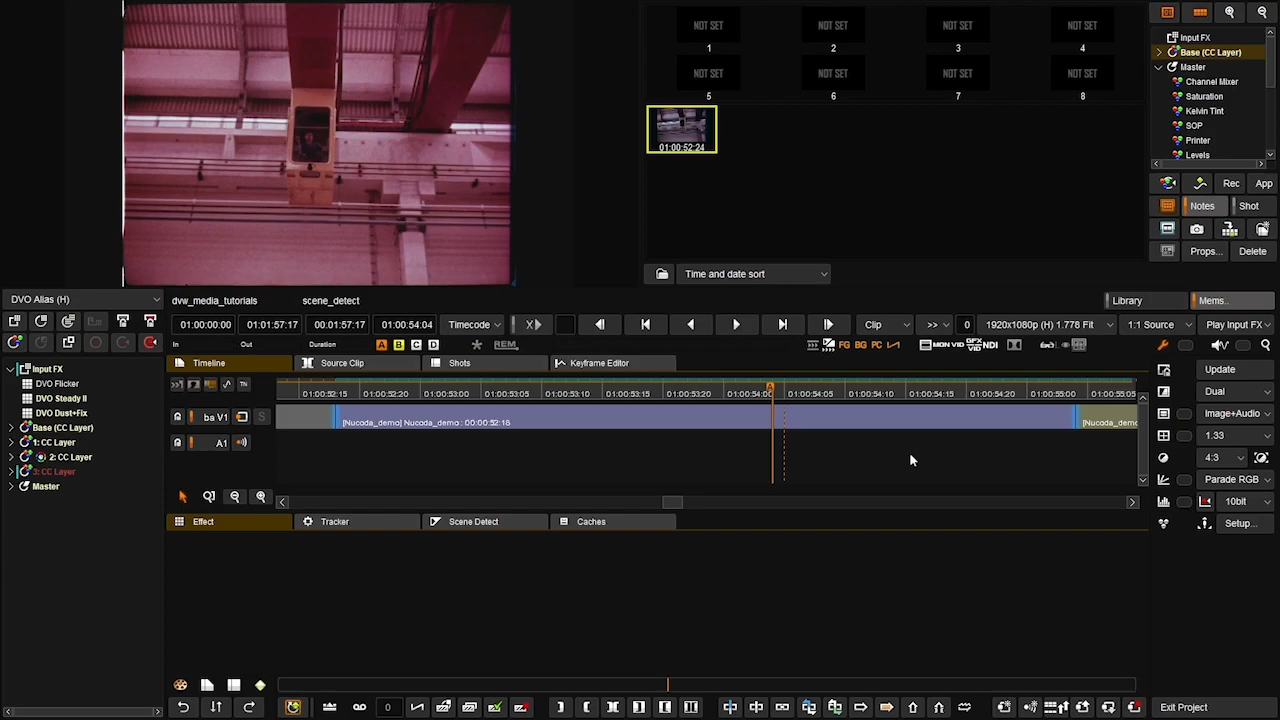 NOT SET
NOT SET
NOT SET
NOT SET
1
2
3
4
NOT SET
NOT SET
NOT SET
NOT SET
5
6
7
8
01:00:52:24
Time and date sort
Input FX
Base (CC Layer)
Master
Channel Mixer
Saturation
Kelvin Tint
SOP
Printer
Levels
Rec
App
Notes
Shot
Props...
Delete
DVO Alias (H)
dvw_media_tutorials
scene_detect
Library
Mems..
01:00:00:00
01:01:57:17
00:01:57:17
01:00:54:04
Timecode
X
Clip
>>
0
1920x1080p (H) 1.778 Fit
1:1 Source
Play Input FX
In
Out
Duration
A
B
C
D
REM
FG
BG
PC
MON
VID
GFX
VID
NDI
Timeline
Source Clip
Shots
Keyframe Editor
01:00:52:15
01:00:52:20
01:00:53:00
01:00:53:05
01:00:53:10
01:00:53:15
01:00:53:20
01:00:54:00
01:00:54:05
01:00:54:10
01:00:54:15
01:00:54:20
01:00:55:00
01:00:55:05
A
ba V1
S
[Nucoda_demo] Nucoda_demo : 00:00:52:18
[Nucoda_demo
A1
Input FX
DVO Flicker
DVO Steady II
DVO Dust+Fix
Base (CC Layer)
1: CC Layer
2: CC Layer
3: CC Layer
Master
Update
Dual
Image+Audio
1.33
4:3
Parade RGB
10bit
Setup...
Effect
Tracker
Scene Detect
Caches
0
Exit Project